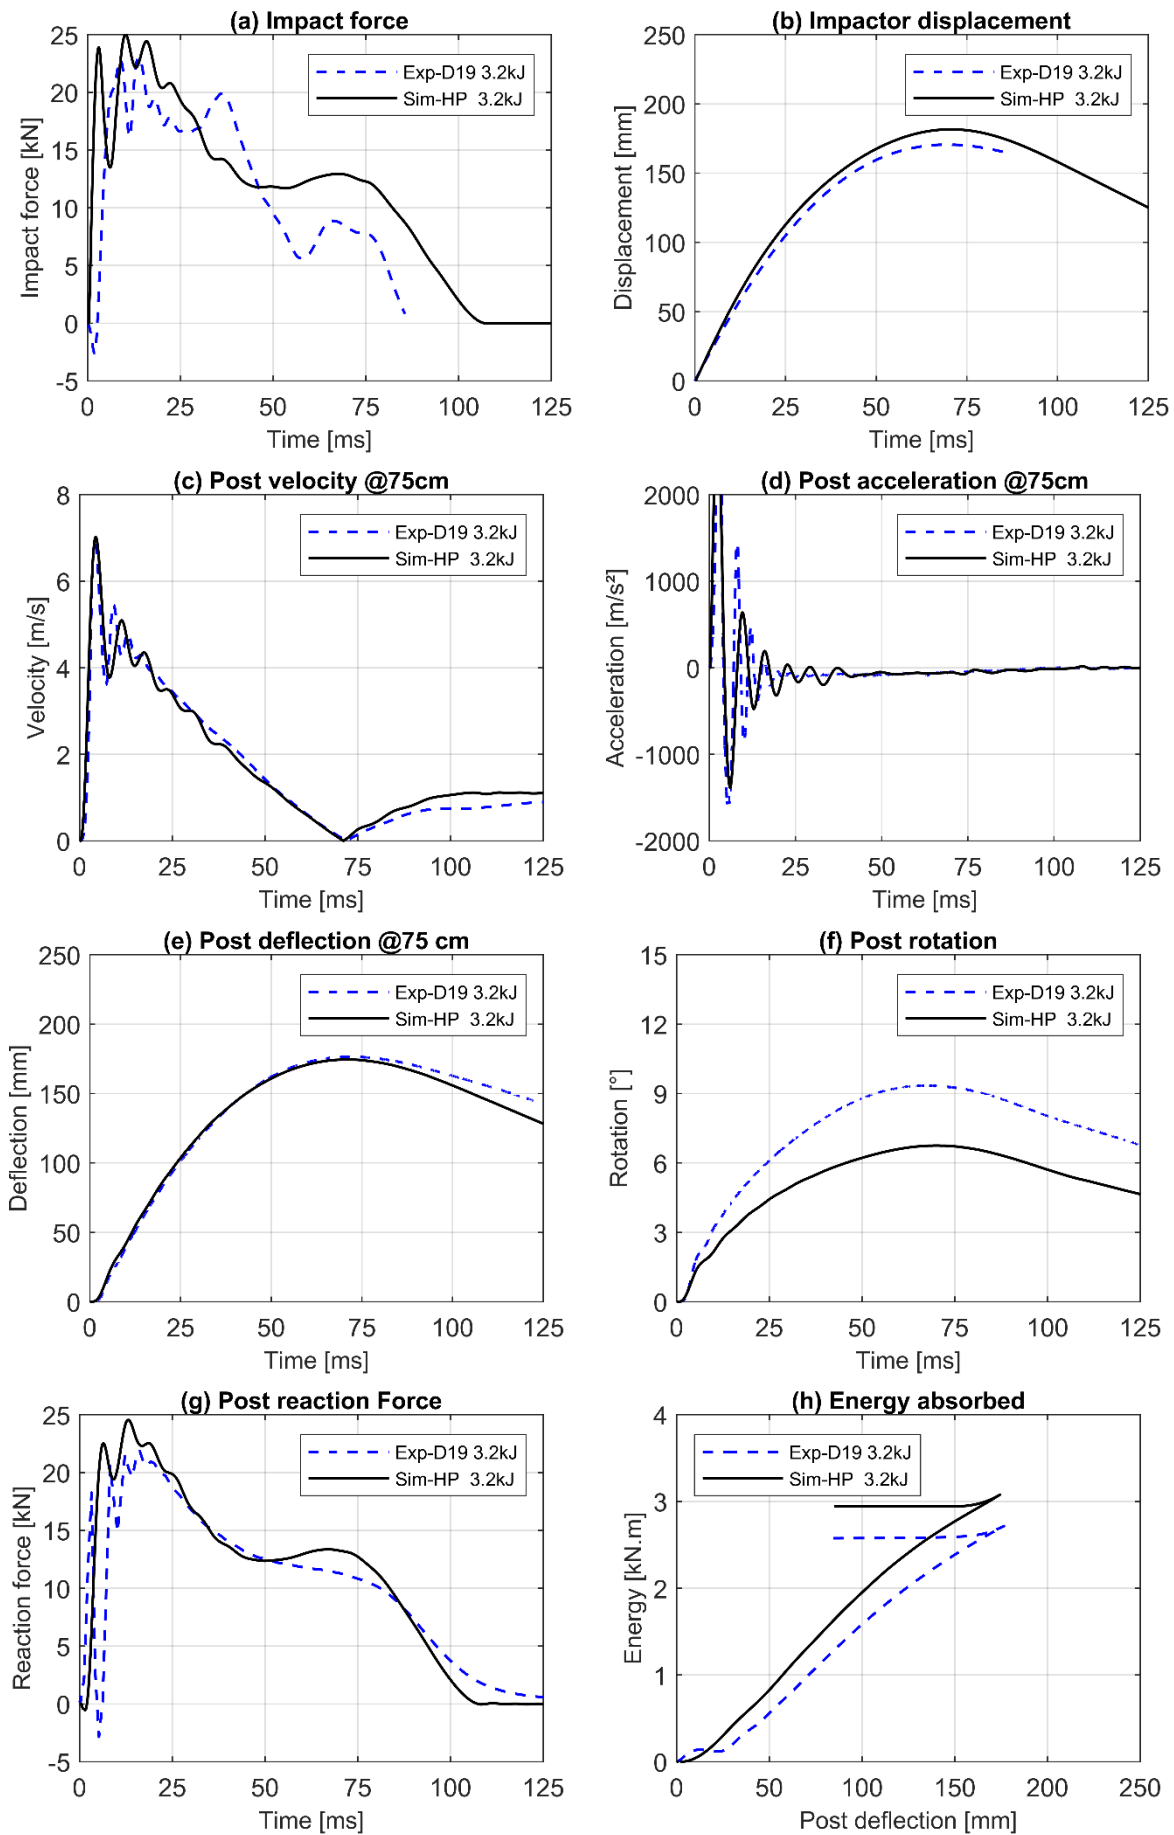 (a) Impact force
Impact force [kN]
25
20
15
10
5
0
-5
Exp-D19 3.2kJ
Sim-HP 3.2kJ
0 25 50 75 100 125
Time [ms]
(b) Impactor displacement
Displacement [mm]
250
200
150
100
50
0
Exp-D19 3.2kJ
Sim-HP 3.2kJ
0 25 50 75 100 125
Time [ms]
(c) Post velocity @75cm
Velocity [m/s]
8
6
4
2
0
Exp-D19 3.2kJ
Sim-HP 3.2kJ
0 25 50 75 100 125
Time [ms]
(d) Post acceleration @75cm
Acceleration [m/s²]
2000
1000
0
-1000
-2000
Exp-D19 3.2kJ
Sim-HP 3.2kJ
0 25 50 75 100 125
Time [ms]
(e) Post deflection @75 cm
Deflection [mm]
250
200
150
100
50
0
Exp-D19 3.2kJ
Sim-HP 3.2kJ
0 25 50 75 100 125
Time [ms]
(f) Post rotation
Rotation [°]
15
12
9
6
3
0
Exp-D19 3.2kJ
Sim-HP 3.2kJ
0 25 50 75 100 125
Time [ms]
(g) Post reaction Force
Reaction force [kN]
25
20
15
10
5
0
-5
Exp-D19 3.2kJ
Sim-HP 3.2kJ
0 25 50 75 100 125
Time [ms]
(h) Energy absorbed
Energy [kN.m]
4
3
2
1
0
Exp-D19 3.2kJ
Sim-HP 3.2kJ
0 50 100 150 200 250
Post deflection [mm]